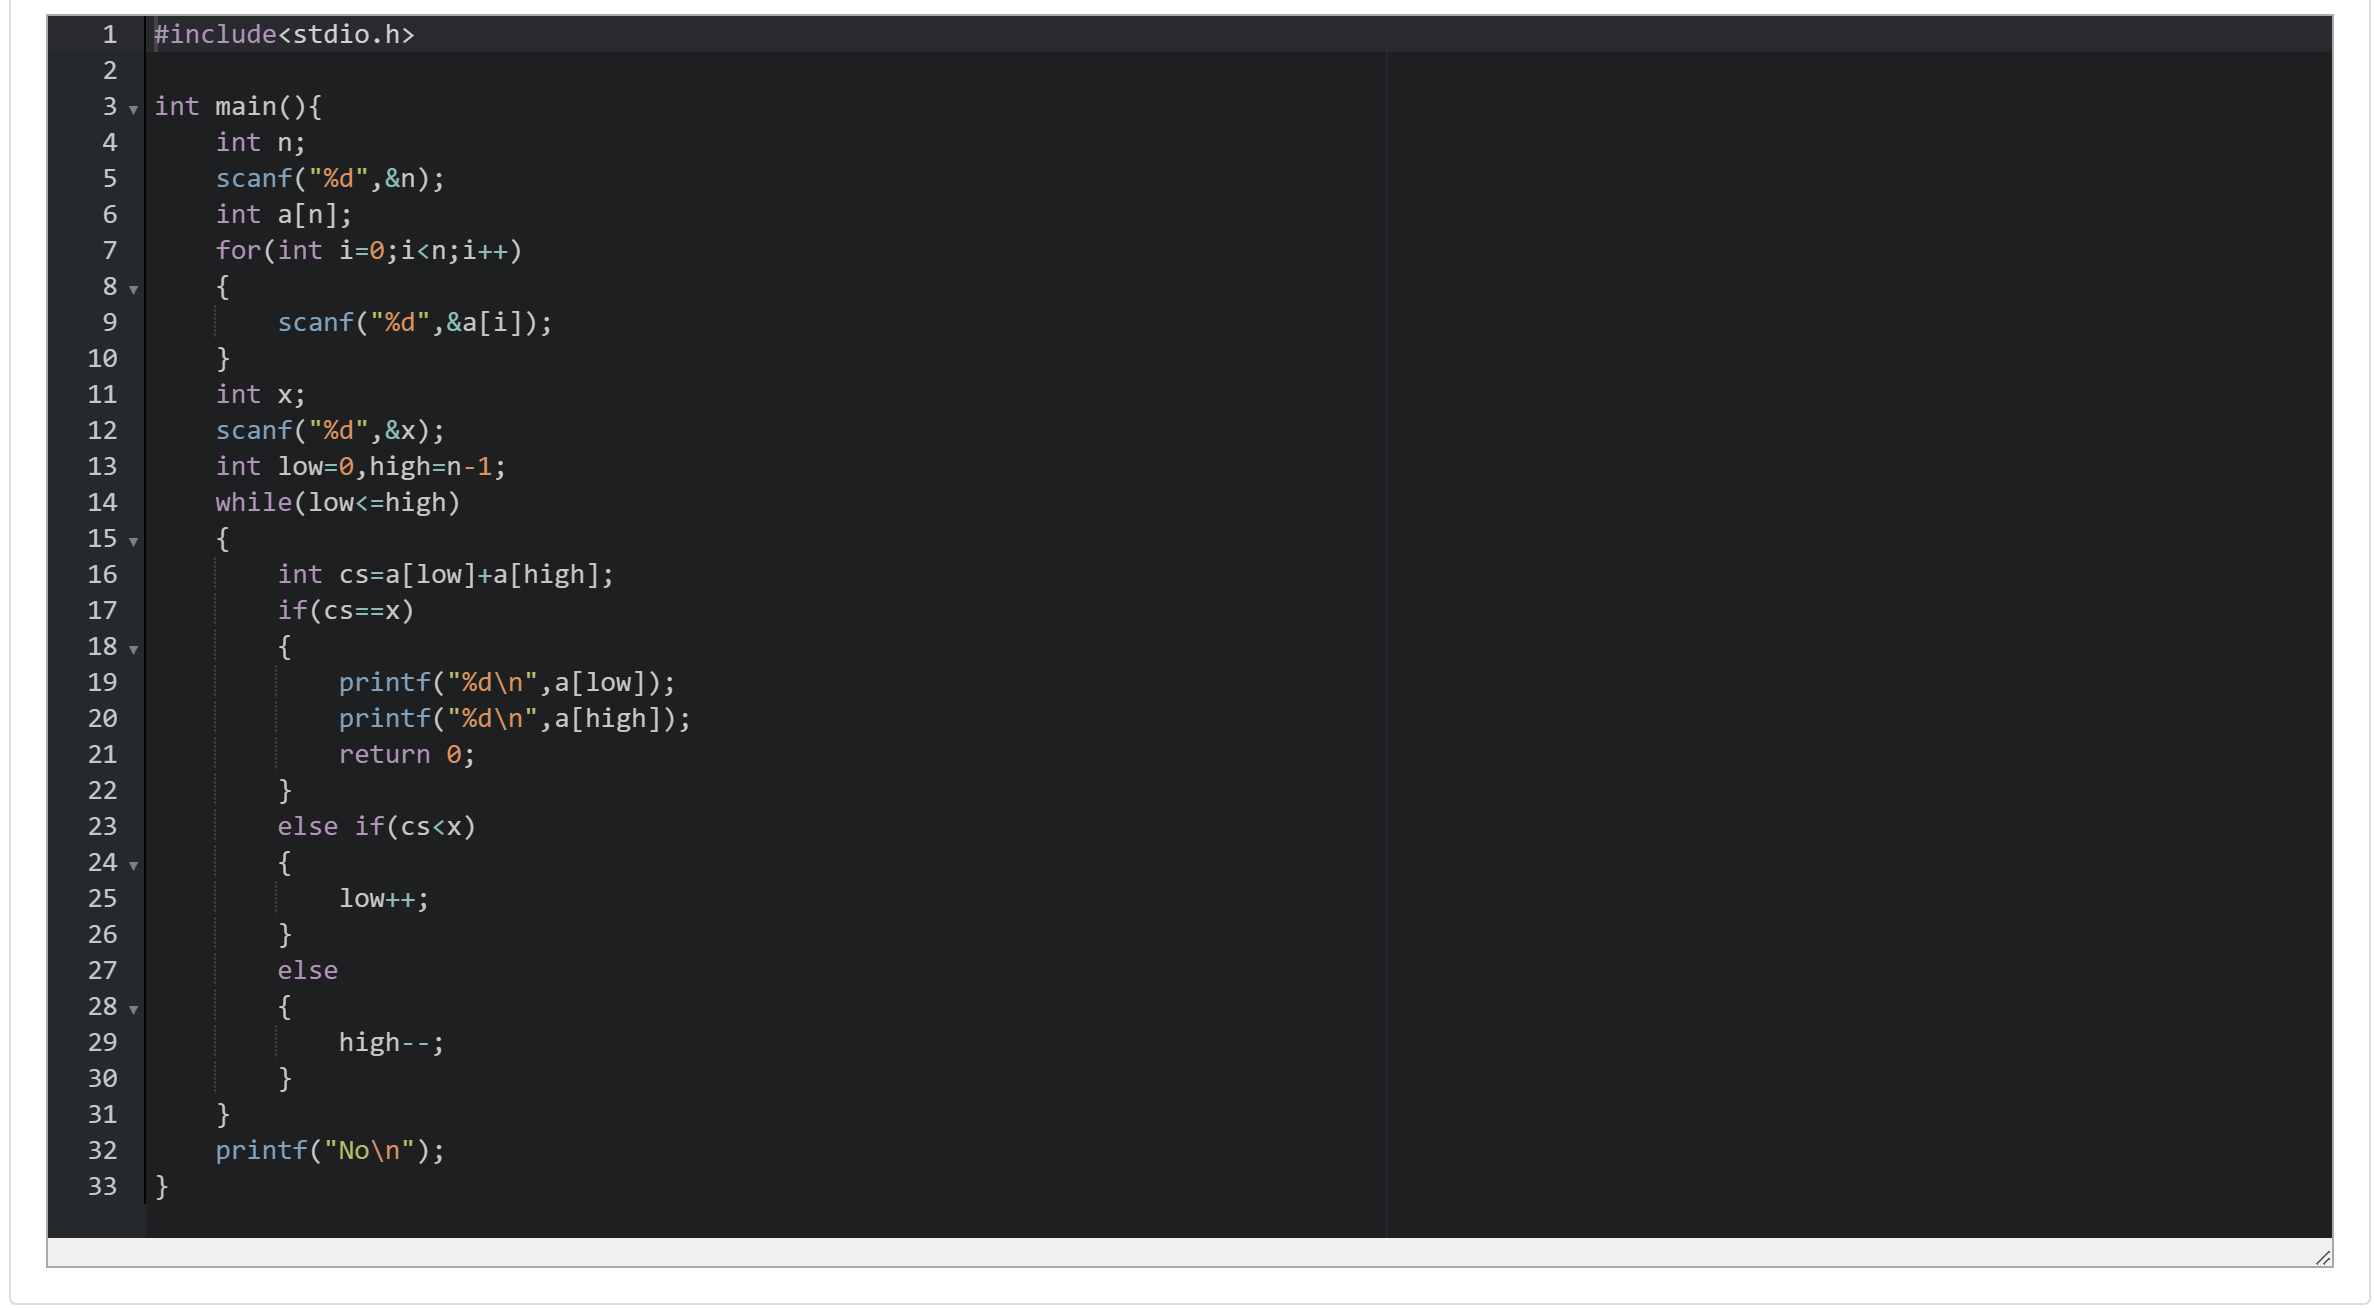 1 #include<stdio.h>
2
3 int main(){
4     int n;
5     scanf("%d",&n);
6     int a[n];
7     for(int i=0;i<n;i++)
8     {
9         scanf("%d",&a[i]);
10     }
11     int x;
12     scanf("%d",&x);
13     int low=0,high=n-1;
14     while(low<=high)
15     {
16         int cs=a[low]+a[high];
17         if(cs==x)
18         {
19             printf("%d\n",a[low]);
20             printf("%d\n",a[high]);
21             return 0;
22         }
23         else if(cs<x)
24         {
25             low++;
26         }
27         else
28         {
29             high--;
30         }
31     }
32     printf("No\n");
33 }